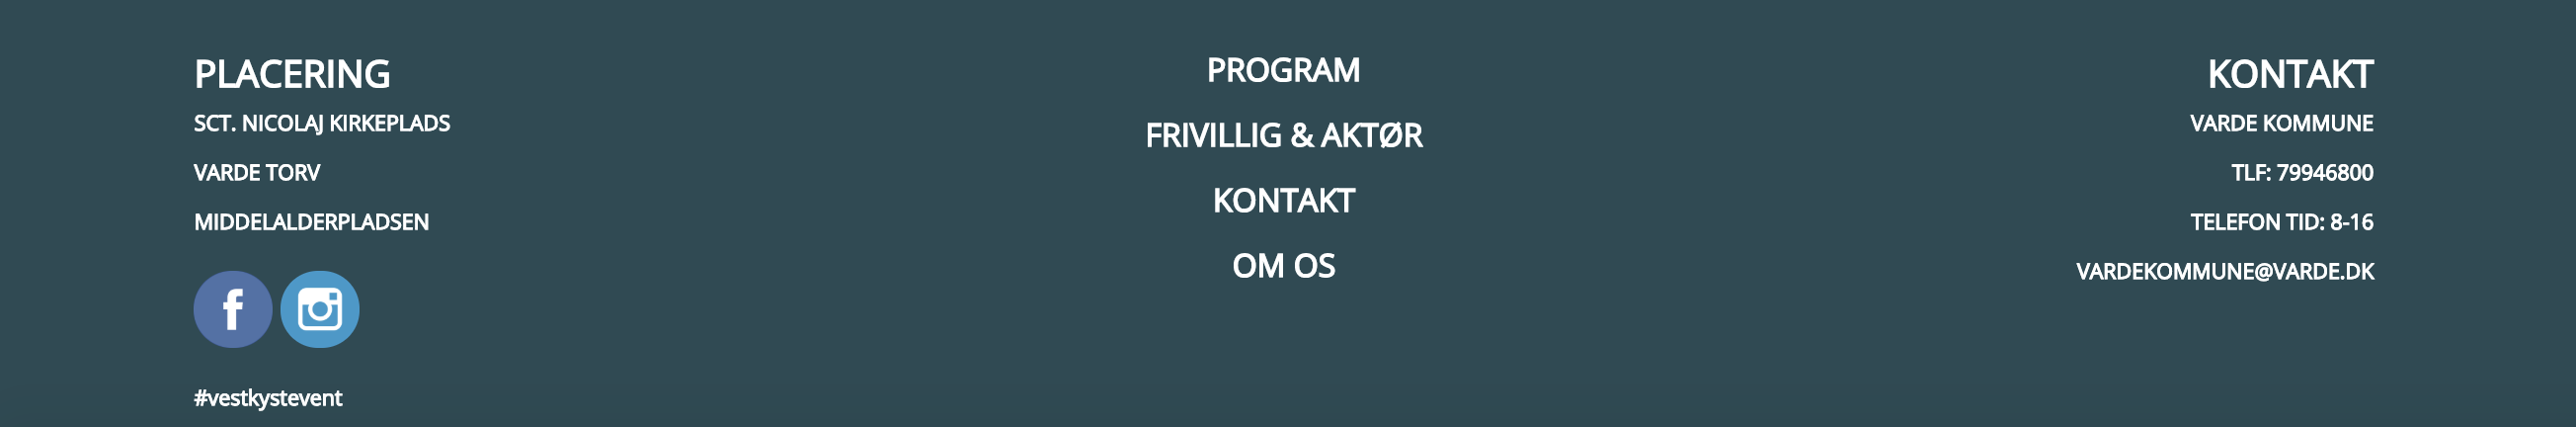 PLACERING
SCT. NICOLAJ KIRKEPLADS
VARDE TORV
MIDDELALDERPLADSEN
#vestkystevent
PROGRAM
FRIVILLIG & AKTØR
KONTAKT
OM OS
KONTAKT
VARDE KOMMUNE
TLF: 79946800
TELEFON TID: 8-16
VARDEKOMMUNE@VARDE.DK